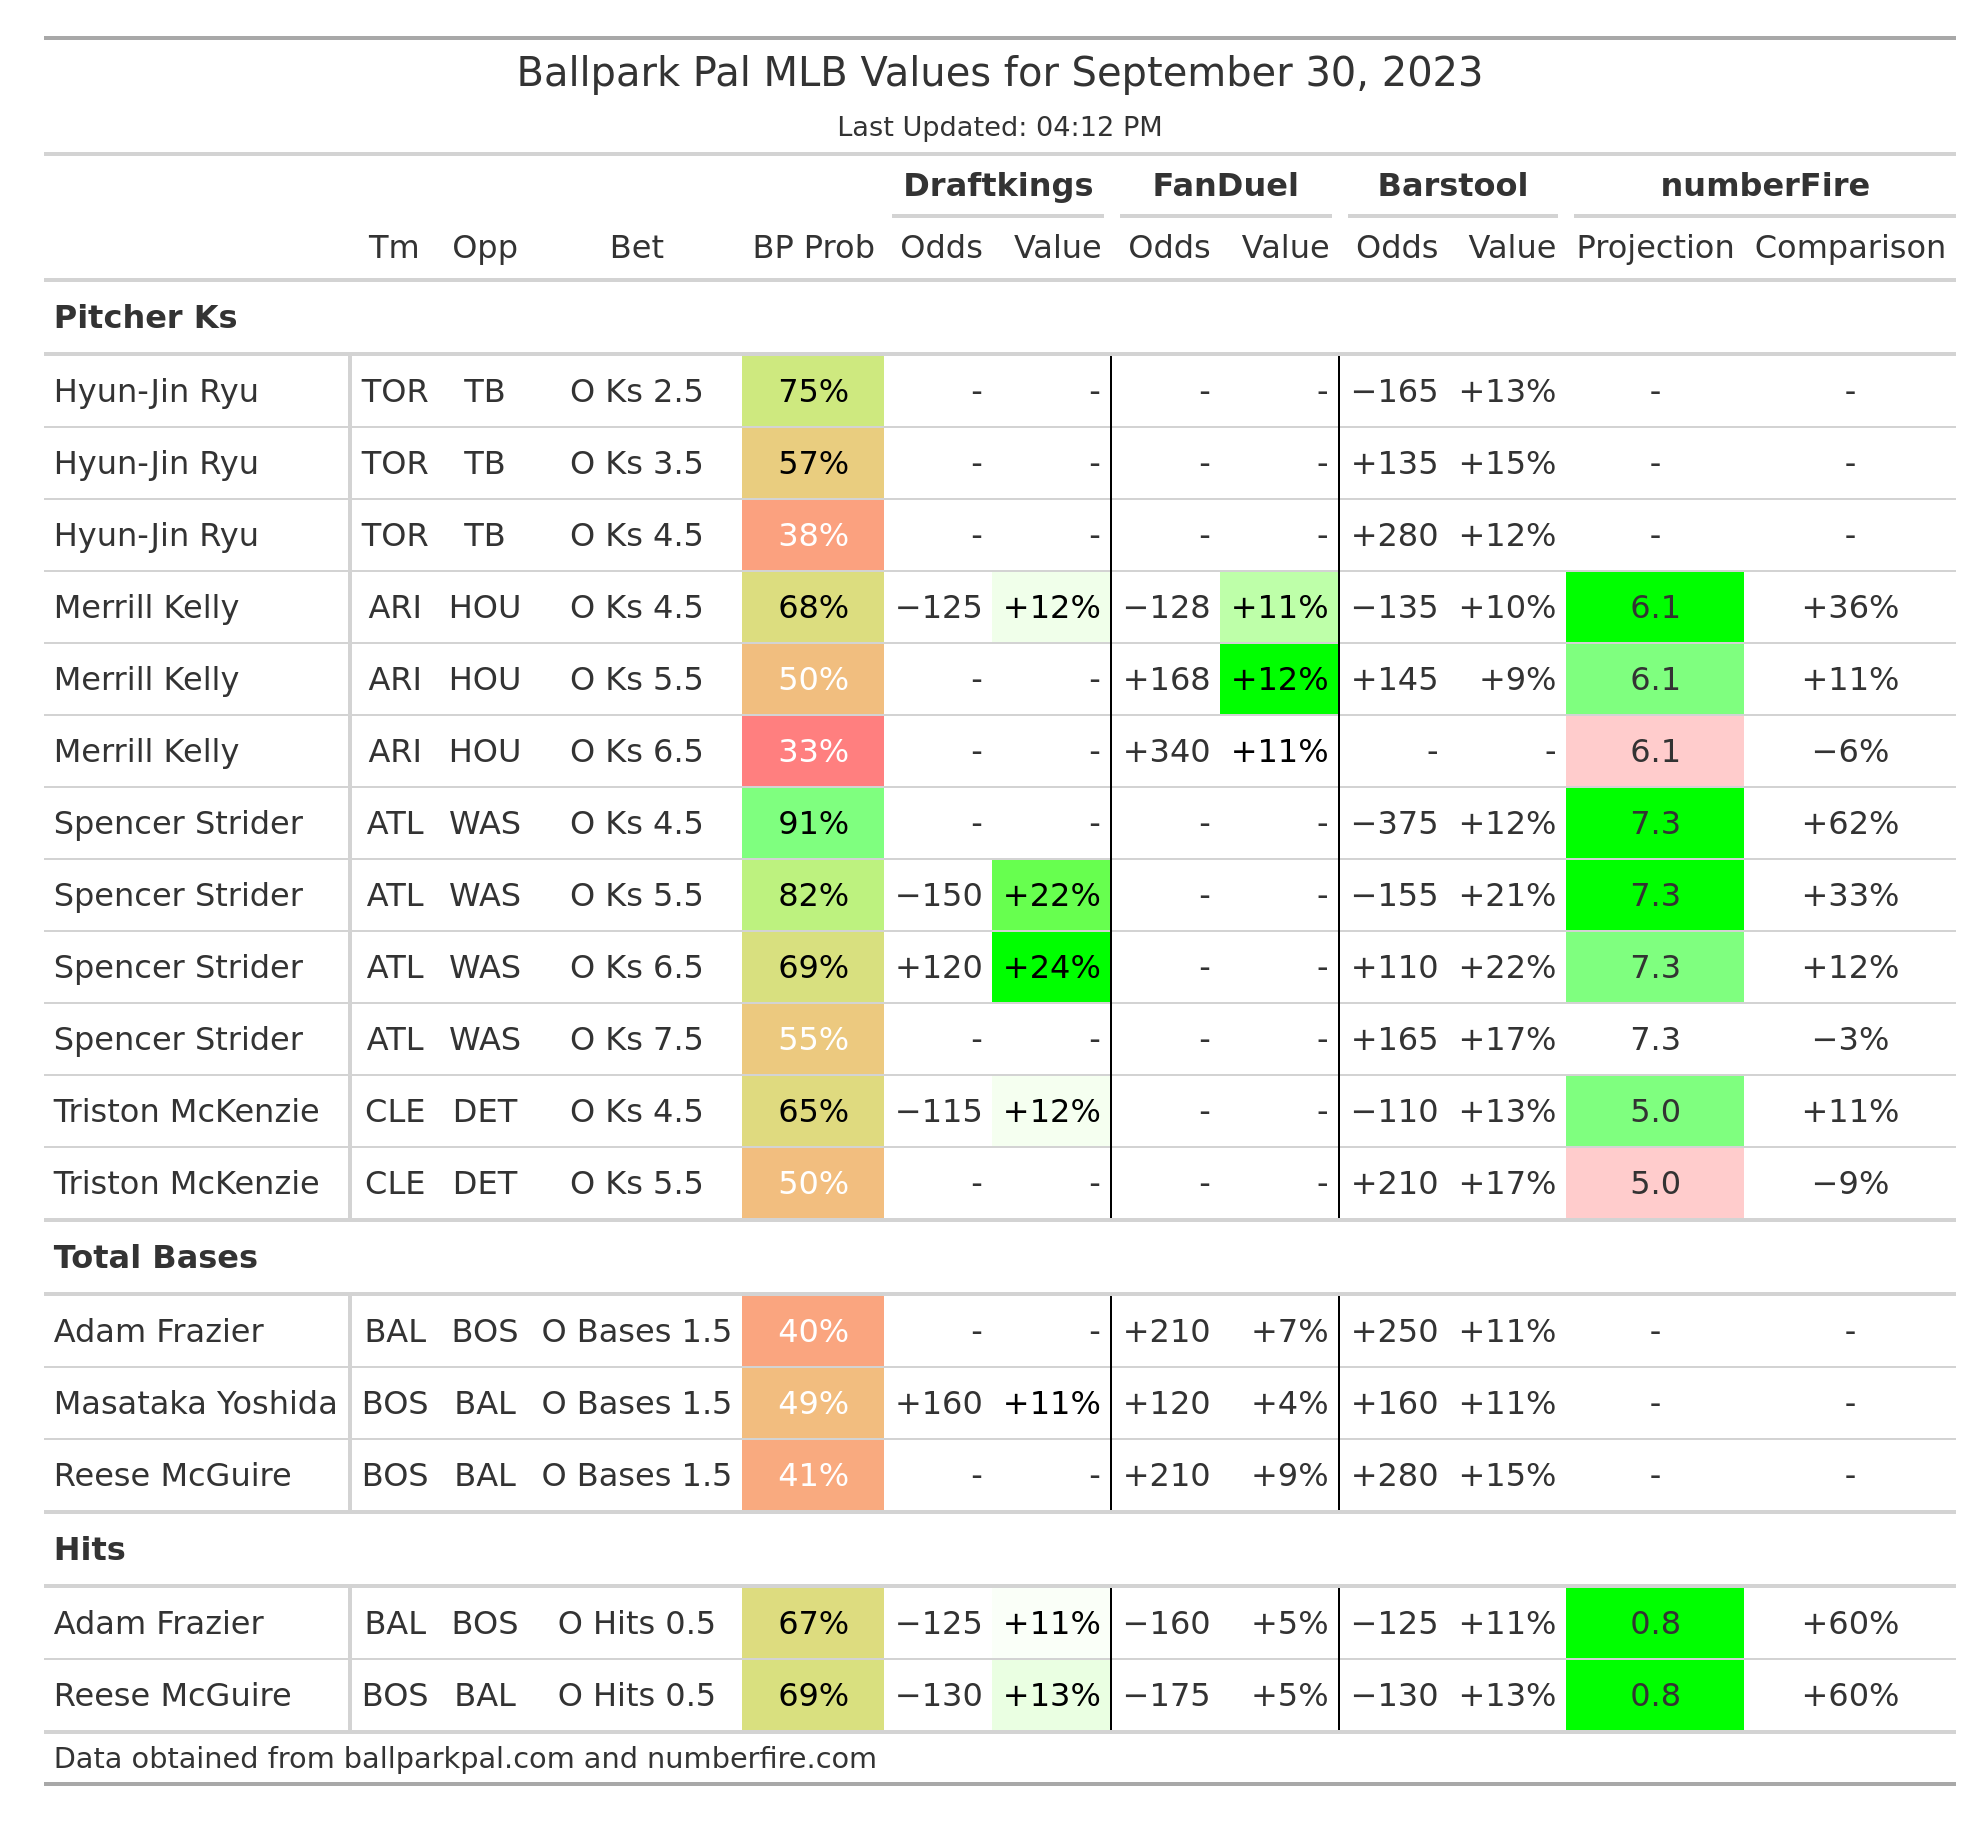 Ballpark Pal MLB Values for September 30, 2023
Last Updated: 04:12 PM
Draftkings FanDuel Barstool numberFire
Tm Opp Bet BP Prob Odds Value Odds Value Odds Value Projection Comparison
Pitcher Ks
Hyun-Jin Ryu TOR TB O Ks 2.5 75% - - - - −165 +13% - -
Hyun-Jin Ryu TOR TB O Ks 3.5 57% - - - - +135 +15% - -
Hyun-Jin Ryu TOR TB O Ks 4.5 38% - - - - +280 +12% - -
Merrill Kelly ARI HOU O Ks 4.5 68% −125 +12% −128 +11% −135 +10% 6.1 +36%
Merrill Kelly ARI HOU O Ks 5.5 50% - - +168 +12% +145 +9% 6.1 +11%
Merrill Kelly ARI HOU O Ks 6.5 33% - - +340 +11% - - 6.1 −6%
Spencer Strider ATL WAS O Ks 4.5 91% - - - - −375 +12% 7.3 +62%
Spencer Strider ATL WAS O Ks 5.5 82% −150 +22% - - −155 +21% 7.3 +33%
Spencer Strider ATL WAS O Ks 6.5 69% +120 +24% - - +110 +22% 7.3 +12%
Spencer Strider ATL WAS O Ks 7.5 55% - - - - +165 +17% 7.3 −3%
Triston McKenzie CLE DET O Ks 4.5 65% −115 +12% - - −110 +13% 5.0 +11%
Triston McKenzie CLE DET O Ks 5.5 50% - - - - +210 +17% 5.0 −9%
Total Bases
Adam Frazier BAL BOS O Bases 1.5 40% - - +210 +7% +250 +11% - -
Masataka Yoshida BOS BAL O Bases 1.5 49% +160 +11% +120 +4% +160 +11% - -
Reese McGuire BOS BAL O Bases 1.5 41% - - +210 +9% +280 +15% - -
Hits
Adam Frazier BAL BOS O Hits 0.5 67% −125 +11% −160 +5% −125 +11% 0.8 +60%
Reese McGuire BOS BAL O Hits 0.5 69% −130 +13% −175 +5% −130 +13% 0.8 +60%
Data obtained from ballparkpal.com and numberfire.com